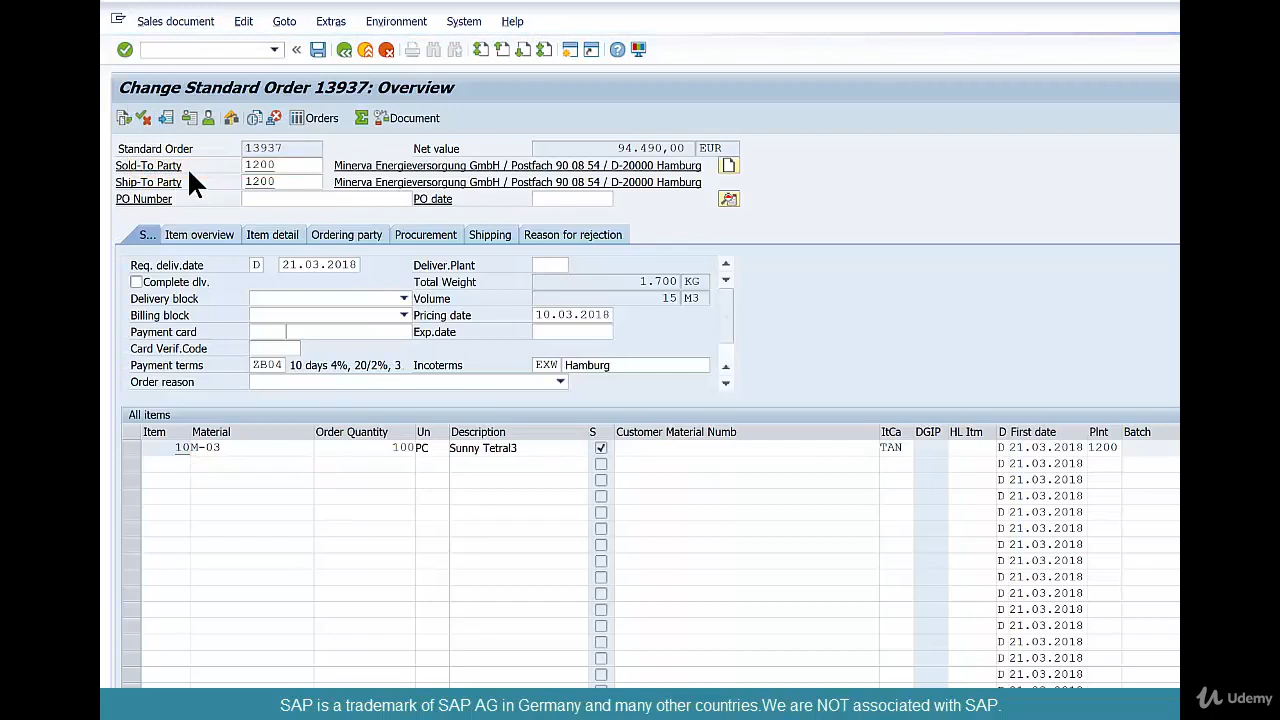 Sales document Edit Goto Extras Environment System Help
Change Standard Order 13937: Overview
Orders Document
Standard Order 13937 Net value 94.490,00 EUR
Sold-To Party 1200 Minerva Energieversorgung GmbH / Postfach 90 08 54 / D-20000 Hamburg
Ship-To Party 1200 Minerva Energieversorgung GmbH / Postfach 90 08 54 / D-20000 Hamburg
PO Number PO date
S... Item overview Item detail Ordering party Procurement Shipping Reason for rejection
Req. deliv.date D 21.03.2018 Deliver.Plant
Complete dlv. Total Weight 1.700 KG
Delivery block Volume 15 M3
Billing block Pricing date 10.03.2018
Payment card Exp.date
Card Verif.Code
Payment terms ZB04 10 days 4%, 20/2%, 3 Incoterms EXW Hamburg
Order reason
All items
Item Material Order Quantity Un Description S Customer Material Numb ItCa DGIP HL Itm D First date Plnt Batch
10 M-03 100 PC Sunny Tetral3 TAN D 21.03.2018 1200
D 21.03.2018
D 21.03.2018
D 21.03.2018
D 21.03.2018
D 21.03.2018
D 21.03.2018
D 21.03.2018
D 21.03.2018
D 21.03.2018
D 21.03.2018
D 21.03.2018
D 21.03.2018
D 21.03.2018
D 21.03.2018
SAP is a trademark of SAP AG in Germany and many other countries.We are NOT associated with SAP.
Udemy